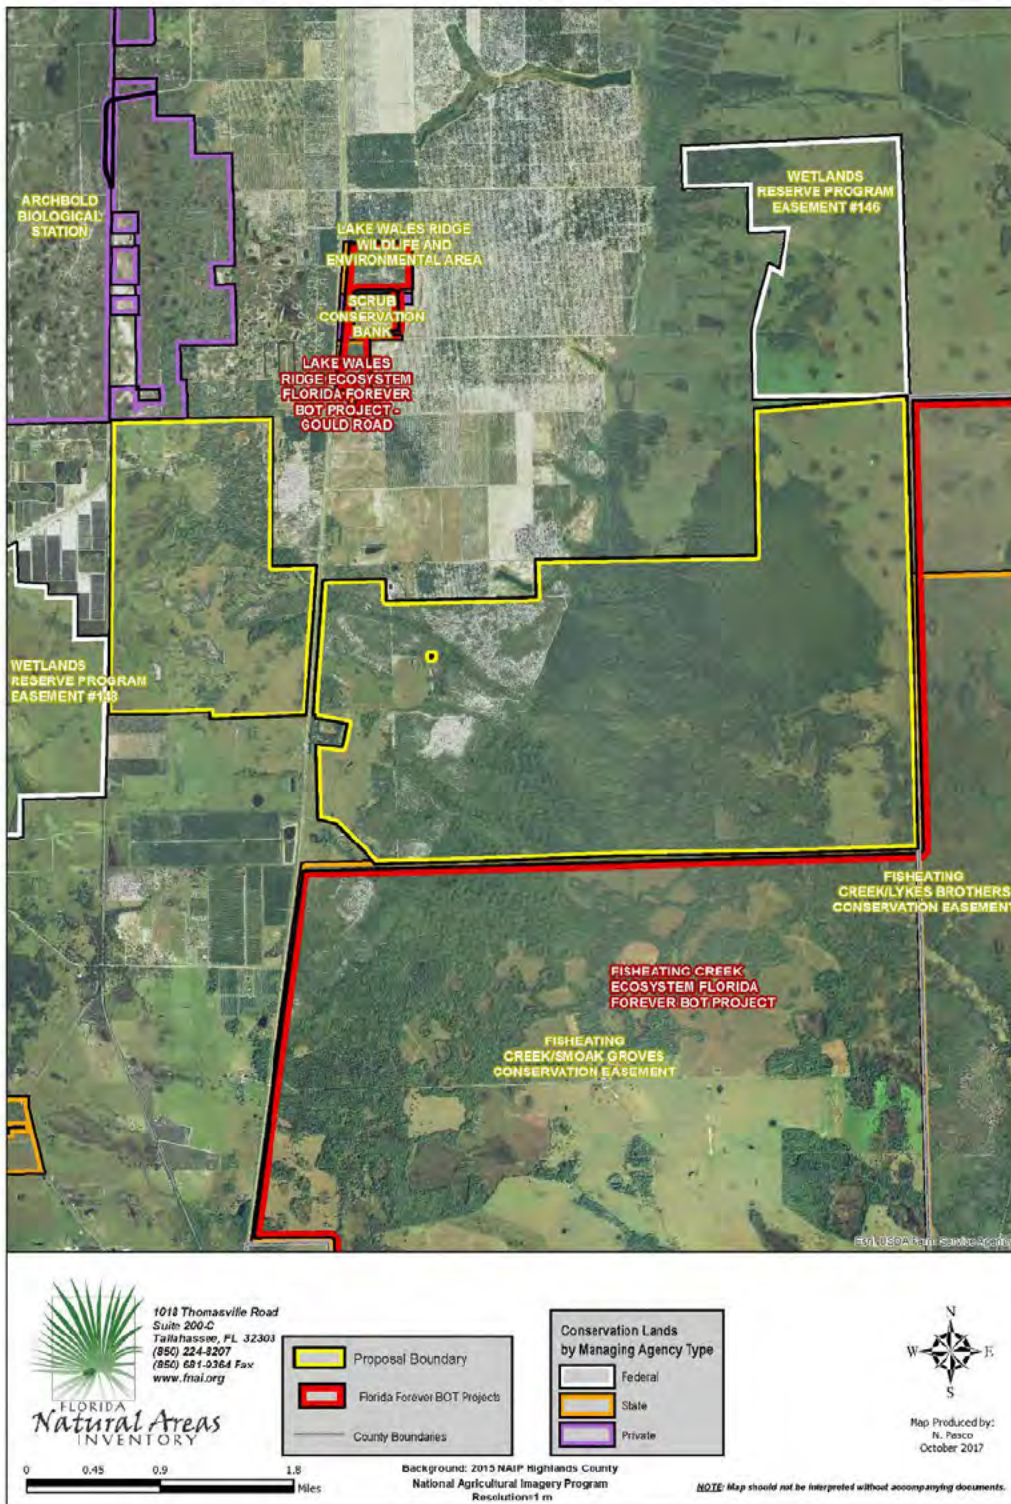 ARCHBOLD
BIOLOGICAL
STATION
LAKE WALES RIDGE
WILDLIFE AND
ENVIRONMENTAL AREA
SCRUB
CONSERVATION
BANK
LAKE WALES
RIDGE ECOSYSTEM
FLORIDA FOREVER
BOT PROJECT -
GOULD ROAD
WETLANDS
RESERVE PROGRAM
EASEMENT #146
WETLANDS
RESERVE PROGRAM
EASEMENT #148
FISHEATING
CREEK/LYKES BROTHERS
CONSERVATION EASEMENT
FISHEATING CREEK
ECOSYSTEM FLORIDA
FOREVER BOT PROJECT
FISHEATING
CREEK/SMOAK GROVES
CONSERVATION EASEMENT
Esri, USDA Farm Service Agency
1018 Thomasville Road
Suite 200-C
Tallahassee, FL 32303
(850) 224-8207
(850) 681-9364 Fax
www.fnai.org
FLORIDA
Natural Areas
INVENTORY
Proposal Boundary
Florida Forever BOT Projects
County Boundaries
Conservation Lands
by Managing Agency Type
Federal
State
Private
N
W E
S
Map Produced by:
N. Pasco
October 2017
0 0.45 0.9 1.8
Miles
Background: 2015 NAIP Highlands County
National Agricultural Imagery Program
Resolution=1 m
NOTE: Map should not be interpreted without accompanying documents.